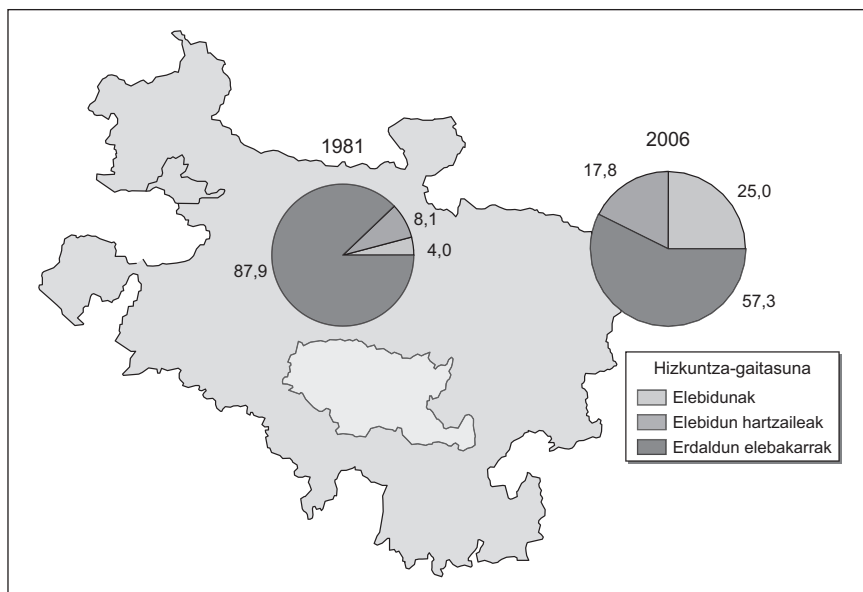 1981
8,1
4,0
87,9
2006
17,8
25,0
57,3
Hizkuntza-gaitasuna
Elebidunak
Elebidun hartzaileak
Erdaldun elebakarrak